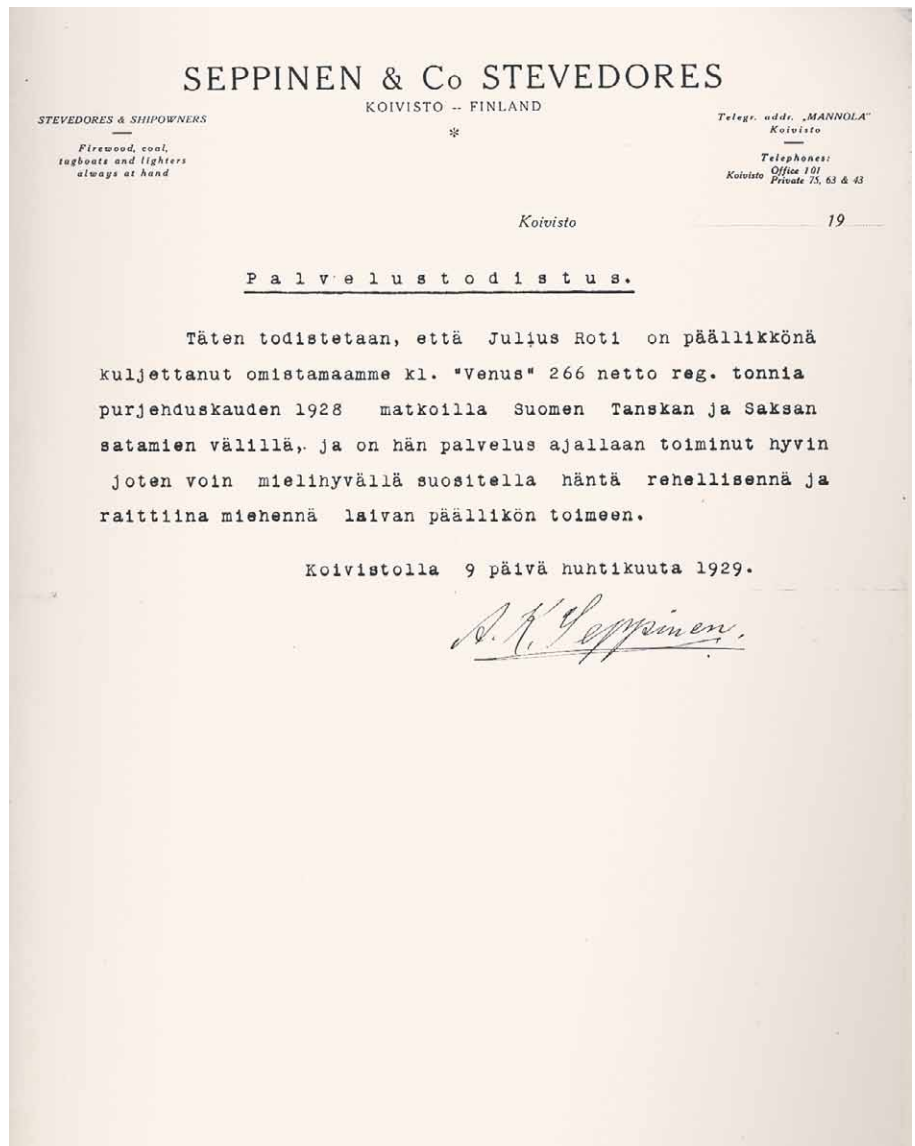 SEPPINEN & Co STEVEDORES
KOIVISTO -- FINLAND
*
STEVEDORES & SHIPOWNERS
Firewood, coal,
tugboats and lighters
always at hand
Telegr. addr. „MANNOLA"
Koivisto
Telephones:
Koivisto Office 101
Private 75, 63 & 43
Koivisto 19
Palvelustodistus.
Täten todistetaan, että Julius Roti on päällikkönä
kuljettanut omistamaamme kl. "Venus" 266 netto reg. tonnia
purjehduskauden 1928 matkoilla Suomen Tanskan ja Saksan
satamien välillä, ja on hän palvelus ajallaan toiminut hyvin
joten voin mielihyvällä suositella häntä rehellisennä ja
raittiina miehennä laivan päällikön toimeen.
Koivistolla 9 päivä huhtikuuta 1929.
A. K. Seppinen.